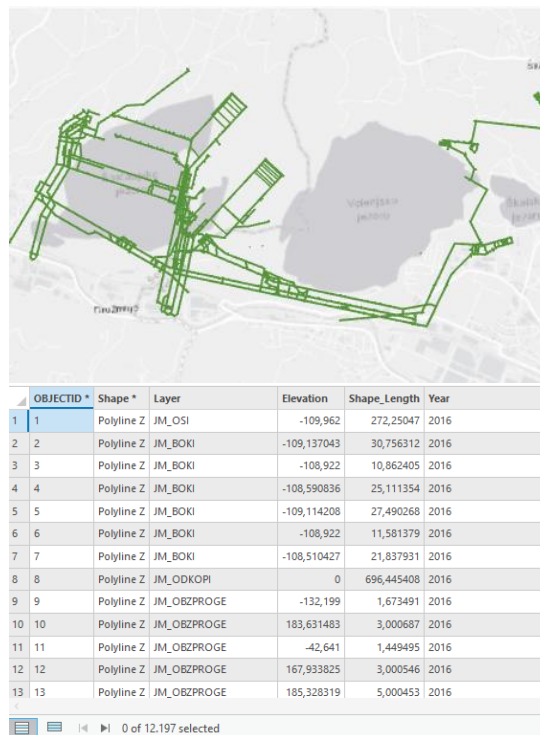 Velenjsko
jezero
OBJECTID * Shape * Layer Elevation Shape_Length Year
1 1 Polyline Z JM_OSI -109,962 272,25047 2016
2 2 Polyline Z JM_BOKI -109,137043 30,756312 2016
3 3 Polyline Z JM_BOKI -108,922 10,862405 2016
4 4 Polyline Z JM_BOKI -108,590836 25,111354 2016
5 5 Polyline Z JM_BOKI -109,114208 27,490268 2016
6 6 Polyline Z JM_BOKI -108,922 11,581379 2016
7 7 Polyline Z JM_BOKI -108,510427 21,837931 2016
8 8 Polyline Z JM_ODKOPI 0 696,445408 2016
9 9 Polyline Z JM_OBZPROGE -132,199 1,673491 2016
10 10 Polyline Z JM_OBZPROGE 183,631483 3,000687 2016
11 11 Polyline Z JM_OBZPROGE -42,641 1,449495 2016
12 12 Polyline Z JM_OBZPROGE 167,933825 3,000546 2016
13 13 Polyline Z JM_OBZPROGE 185,328319 5,000453 2016
0 of 12.197 selected